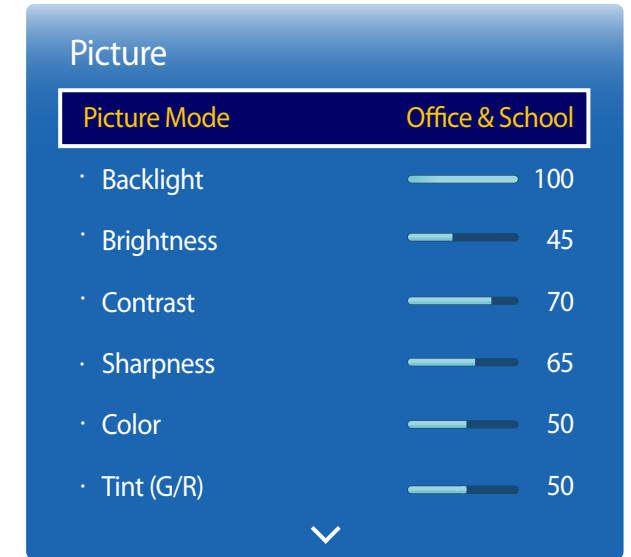 Picture
Picture Mode Office & School
· Backlight 100
· Brightness 45
· Contrast 70
· Sharpness 65
· Color 50
· Tint (G/R) 50